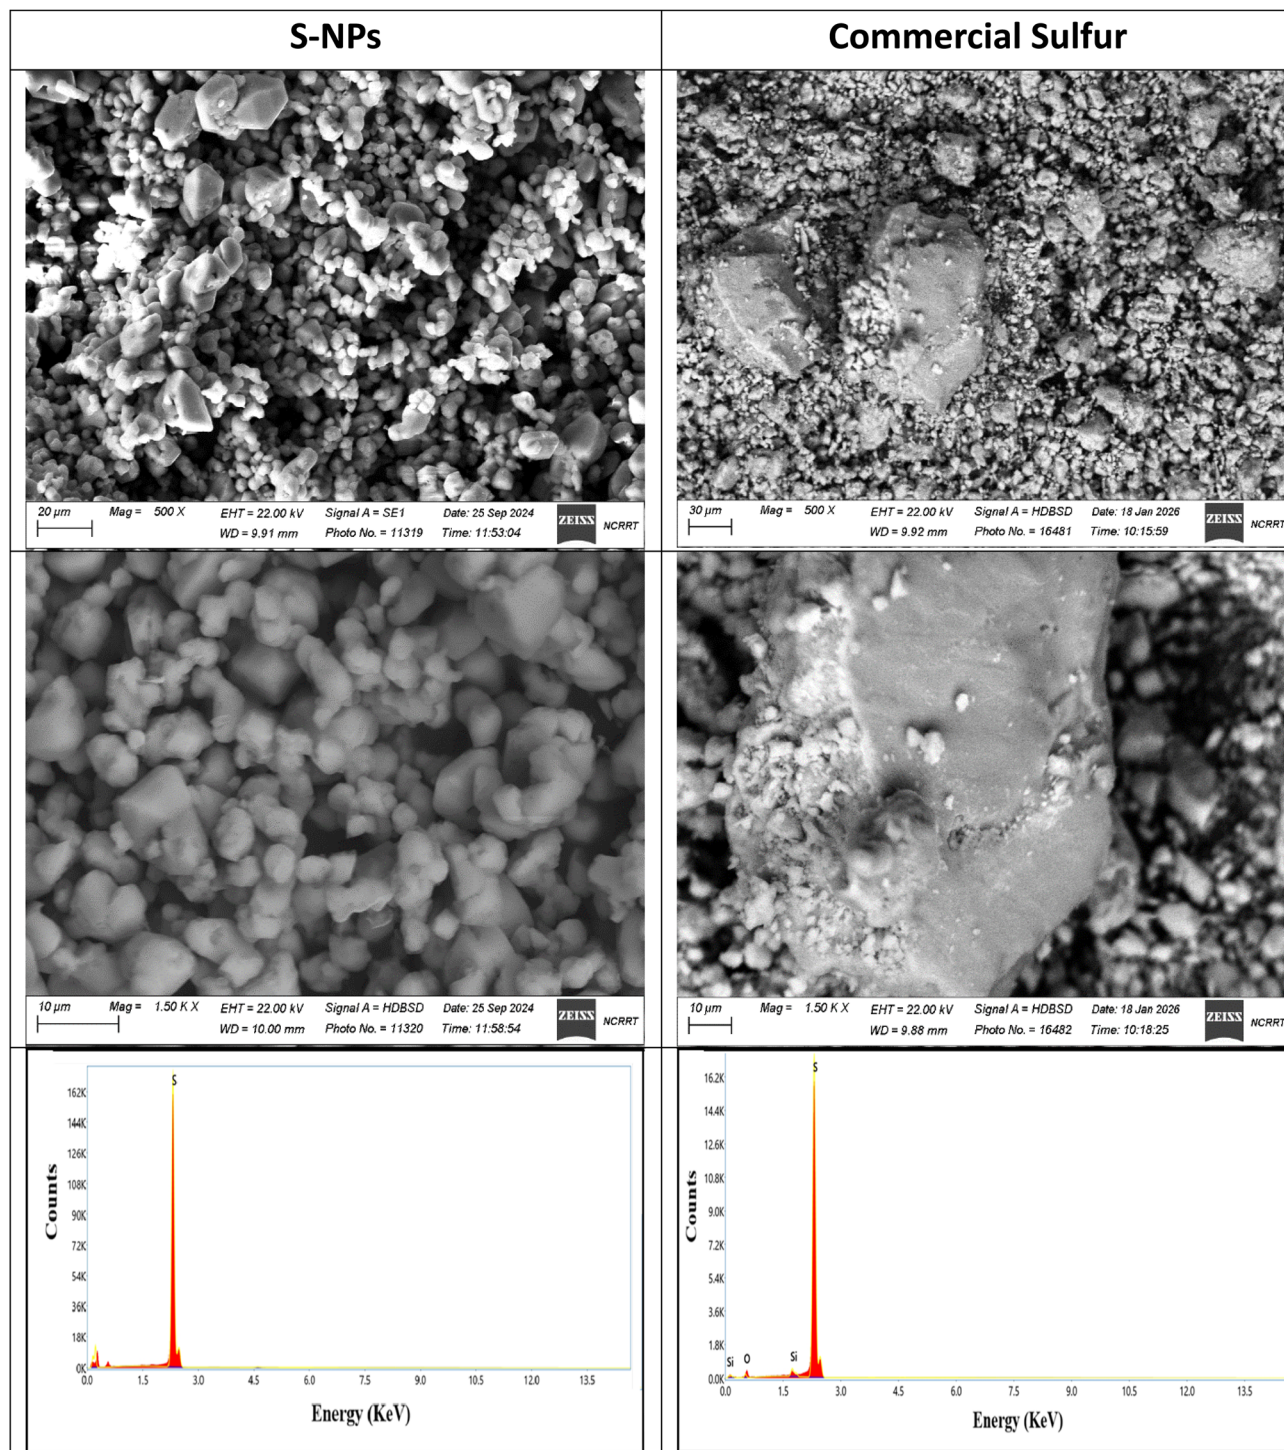 S-NPs
Commercial Sulfur
20 µm Mag = 500 X EHT = 22.00 kV Signal A = SE1 Date: 25 Sep 2024
WD = 9.91 mm Photo No. = 11319 Time: 11:53:04
ZEISS
NCRRT
30 µm Mag = 500 X EHT = 22.00 kV Signal A = HDBSD Date: 18 Jan 2026
WD = 9.92 mm Photo No. = 16481 Time: 10:15:59
ZEISS
NCRRT
10 µm Mag = 1.50 K X EHT = 22.00 kV Signal A = HDBSD Date: 25 Sep 2024
WD = 10.00 mm Photo No. = 11320 Time: 11:58:54
ZEISS
NCRRT
10 µm Mag = 1.50 K X EHT = 22.00 kV Signal A = HDBSD Date: 18 Jan 2026
WD = 9.88 mm Photo No. = 16482 Time: 10:18:25
ZEISS
NCRRT
S
162K
144K
126K
108K
90K
72K
54K
36K
18K
0K
Counts
0.0 1.5 3.0 4.5 6.0 7.5 9.0 10.5 12.0 13.5
Energy (KeV)
S
16.2K
14.4K
12.6K
10.8K
9.0K
7.2K
5.4K
3.6K
1.8K
0.0K
Counts
Si O Si
0.0 1.5 3.0 4.5 6.0 7.5 9.0 10.5 12.0 13.5
Energy (KeV)